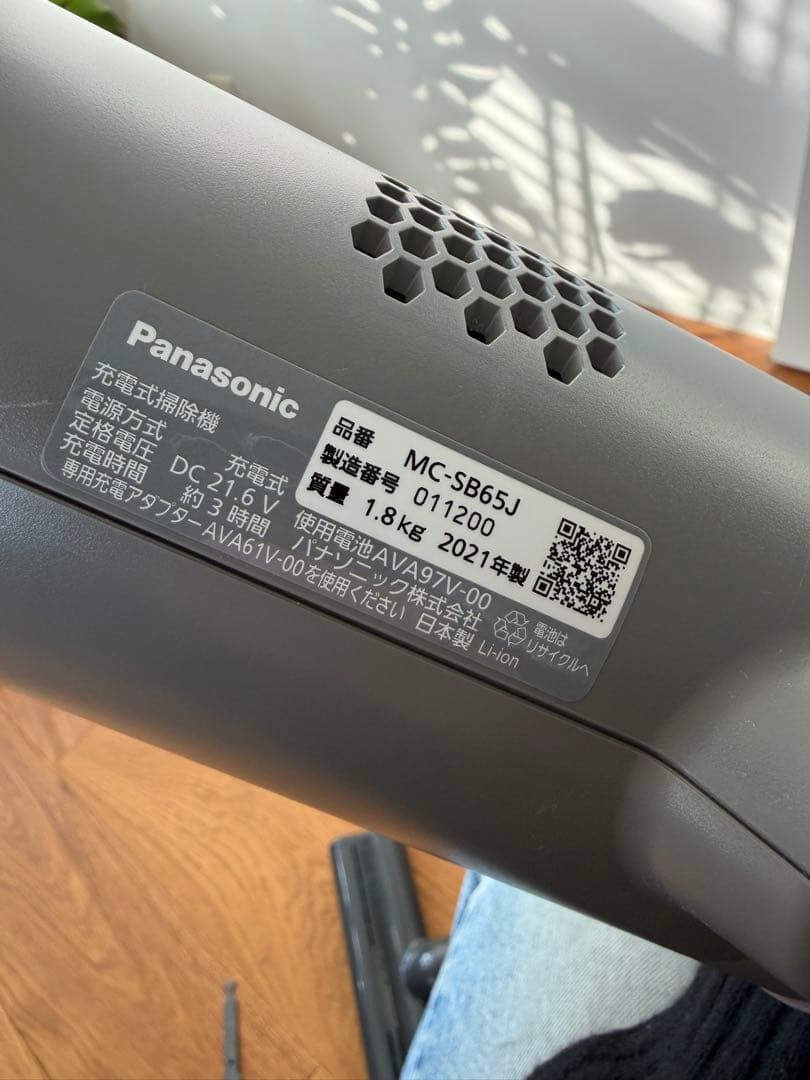 Panasonic
充電式掃除機
電源方式 充電式
定格電圧 DC 21.6 V
充電時間 約 3 時間
専用充電アダプターAVA61V-00を使用ください
品番 MC-SB65J
製造番号 011200
質量 1.8kg 2021年製
使用電池AVA97V-00
パナソニック株式会社
日本製 Li-ion
電池は
リサイクルへ